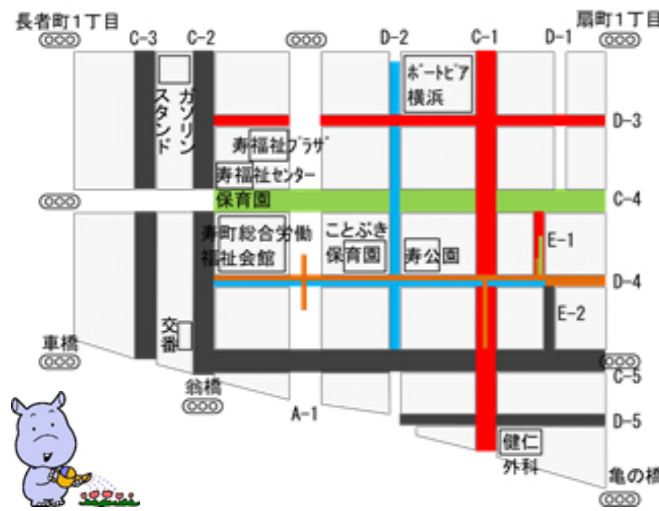 長者町1丁目
扇町1丁目
C-3
C-2
D-2
C-1
D-1
ガソリン
スタンド
ボートピア
横浜
D-3
寿福祉プラザ
寿福祉センター
保育園
C-4
寿町総合労働
福祉会館
ことぶき
保育園
寿公園
E-1
D-4
E-2
交番
車橋
C-5
翁橋
A-1
D-5
健仁
外科
亀の橋